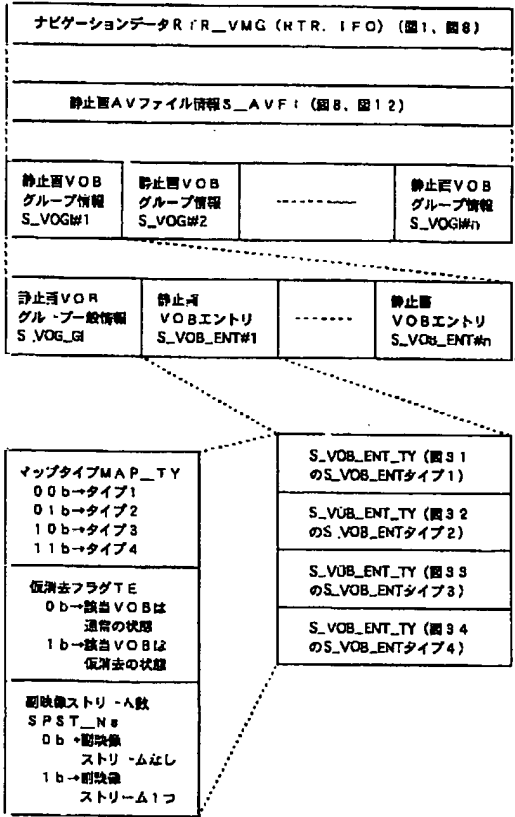 ナビゲーションデータRTR_VMG (RTR. IFO) (図1、図8)
静止画AVファイル情報S__AVFI (図8、図12)
静止画VOB
グループ情報
S_VOGI#1
静止画VOB
グループ情報
S_VOGI#2
静止画VOB
グループ情報
S_VOGI#n
静止画VOB
グループ一般情報
S_VOG_GI
静止画
VOBエントリ
S_VOB_ENT#1
静止画
VOBエントリ
S_VOB_ENT#n
マップタイプMAP__TY
00b→タイプ1
01b→タイプ2
10b→タイプ3
11b→タイプ4
仮消去フラグTE
0b→該当VOBは
通常の状態
1b→該当VOBは
仮消去の状態
副映像ストリーム数
SPST__Ns
0b→副映像
ストリームなし
1b→副映像
ストリーム1つ
S_VOB_ENT_TY (図31
のS_VOB_ENTタイプ1)
S_VOB_ENT_TY (図32
のS_VOB_ENTタイプ2)
S_VOB_ENT_TY (図33
のS_VOB_ENTタイプ3)
S_VOB_ENT_TY (図34
のS_VOB_ENTタイプ4)